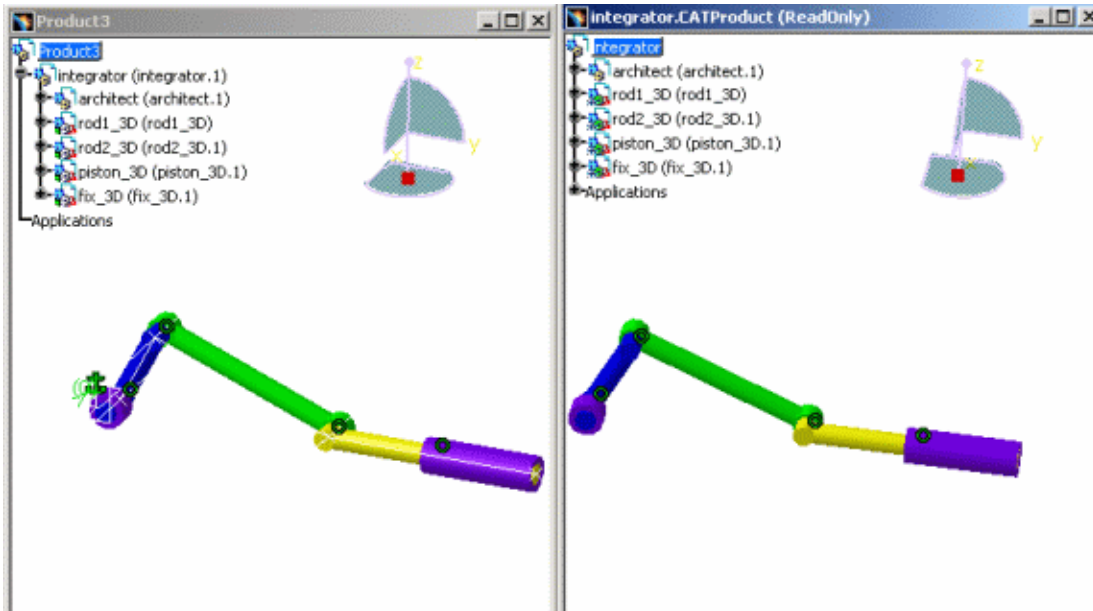 Product3
Product3
integrator (integrator.1)
architect (architect.1)
rod1_3D (rod1_3D)
rod2_3D (rod2_3D.1)
piston_3D (piston_3D.1)
fix_3D (fix_3D.1)
Applications
z
y
x
integrator.CATProduct (ReadOnly)
integrator
architect (architect.1)
rod1_3D (rod1_3D)
rod2_3D (rod2_3D.1)
piston_3D (piston_3D.1)
fix_3D (fix_3D.1)
Applications
z
y
x